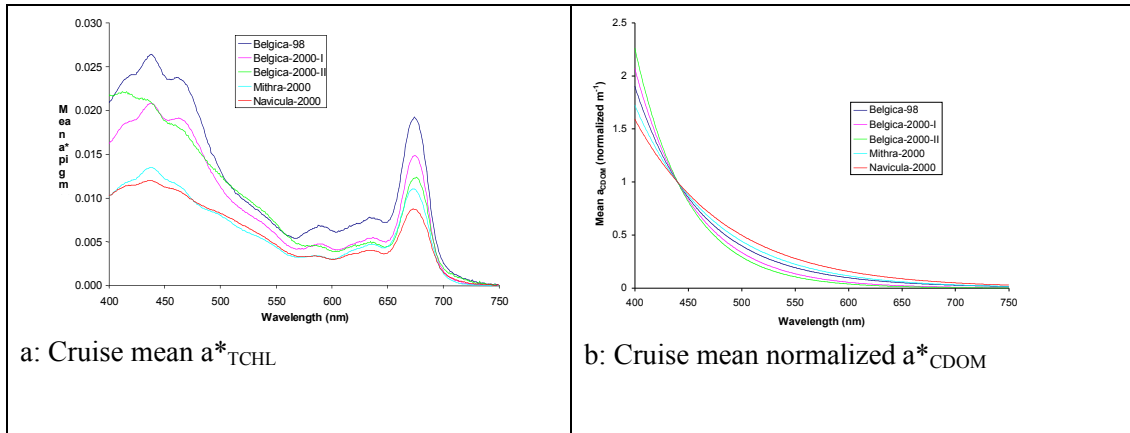 0.030
0.025
0.020
0.015
0.010
0.005
0.000
M
ea
n
a*
pi
g
m
Belgica-98
Belgica-2000-I
Belgica-2000-II
Mithra-2000
Navicula-2000
400 450 500 550 600 650 700 750
Wavelength (nm)
a: Cruise mean a*TCHL
2.5
2
1.5
1
0.5
0
Mean aCDOM (normalized m-1)
Belgica-98
Belgica-2000-I
Belgica-2000-II
Mithra-2000
Navicula-2000
400 450 500 550 600 650 700 750
Wavelength (nm)
b: Cruise mean normalized a*CDOM